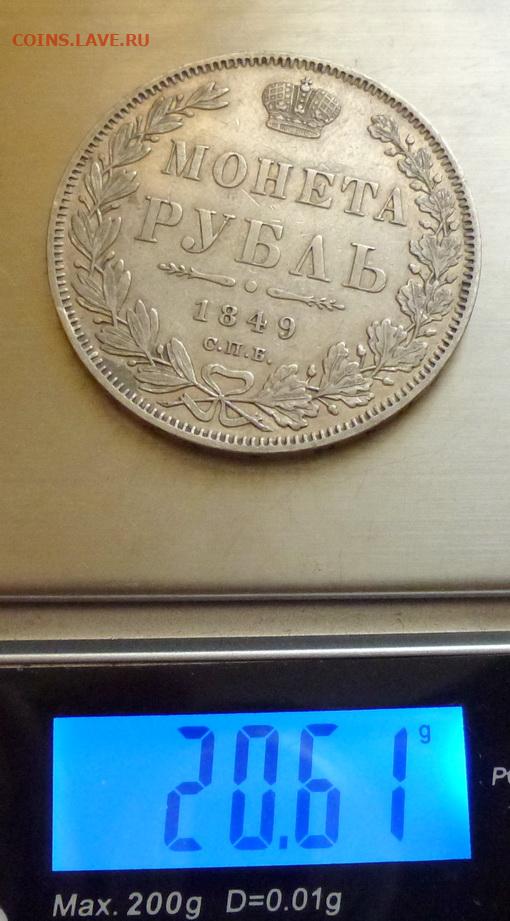 COINS.LAVE.RU
МОНЕТА
РУБЛЬ
1849
С.П.Б.
20.61 g
Max. 200g D=0.01g